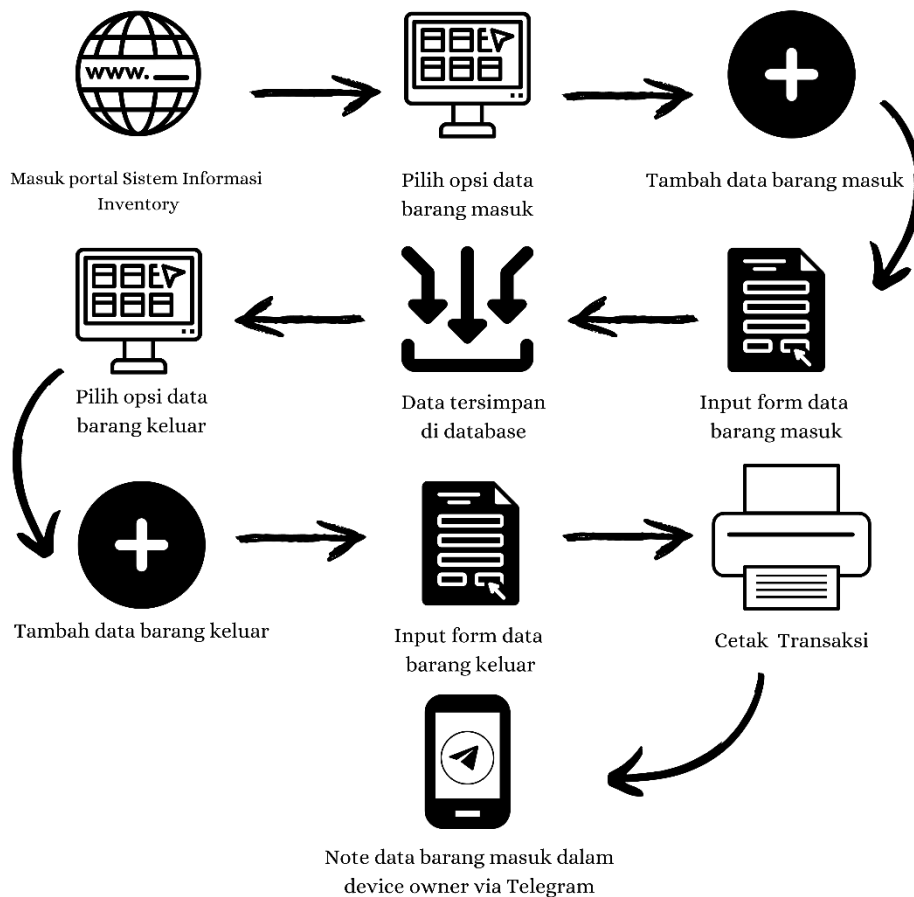 www.
Masuk portal Sistem Informasi
Inventory
Pilih opsi data
barang masuk
Tambah data barang masuk
Pilih opsi data
barang keluar
Data tersimpan
di database
Input form data
barang masuk
Tambah data barang keluar
Input form data
barang keluar
Cetak Transaksi
Note data barang masuk dalam
device owner via Telegram